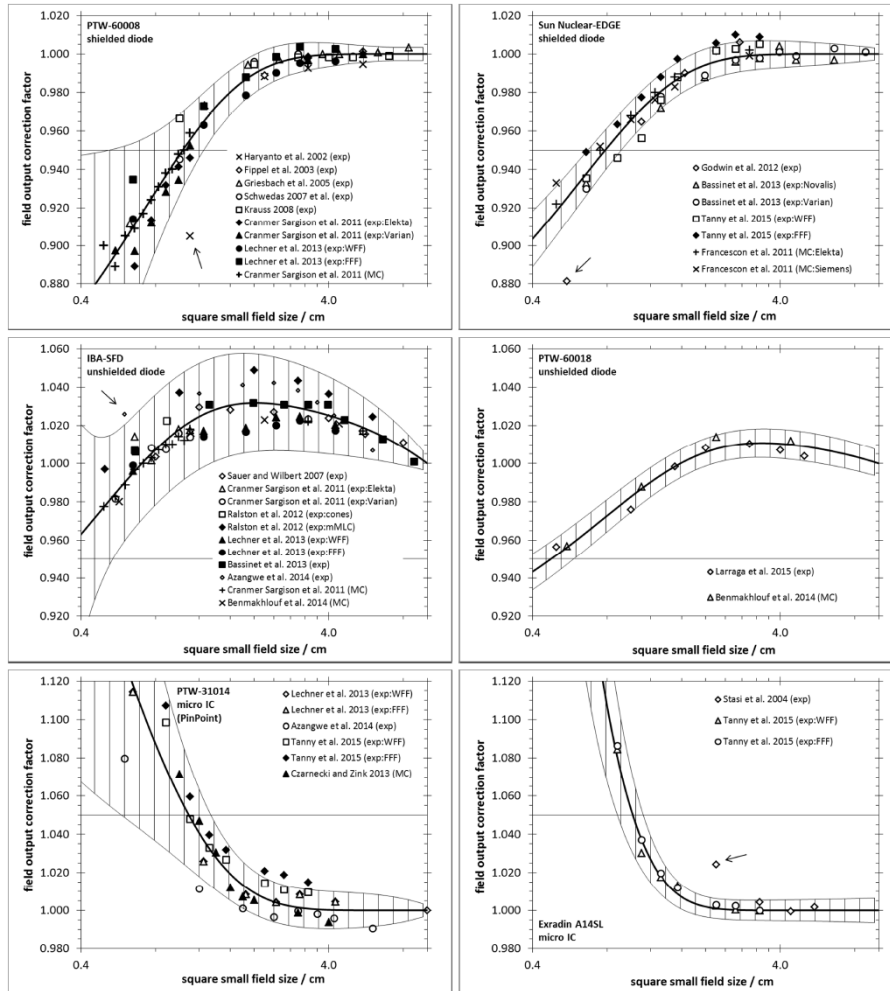 PTW-60008
shielded diode
field output correction factor
1.020
1.000
0.980
0.960
0.940
0.920
0.900
0.880
Haryanto et al. 2002 (exp)
Fippel et al. 2003 (exp)
Griesbach et al. 2005 (exp)
Schwedas 2007 et al. (exp)
Krauss 2008 (exp)
Cranmer Sargison et al. 2011 (exp:Elekta)
Cranmer Sargison et al. 2011 (exp:Varian)
Lechner et al. 2013 (exp:WFF)
Lechner et al. 2013 (exp:FFF)
Cranmer Sargison et al. 2011 (MC)
0.4
4.0
square small field size / cm
Sun Nuclear-EDGE
shielded diode
field output correction factor
1.020
1.000
0.980
0.960
0.940
0.920
0.900
0.880
Godwin et al. 2012 (exp)
Bassinet et al. 2013 (exp:Novalis)
Bassinet et al. 2013 (exp:Varian)
Tanny et al. 2015 (exp:WFF)
Tanny et al. 2015 (exp:FFF)
Francescon et al. 2011 (MC:Elekta)
Francescon et al. 2011 (MC:Siemens)
0.4
4.0
square small field size / cm
IBA-SFD
unshielded diode
field output correction factor
1.060
1.040
1.020
1.000
0.980
0.960
0.940
0.920
Sauer and Wilbert 2007 (exp)
Cranmer Sargison et al. 2011 (exp:Elekta)
Cranmer Sargison et al. 2011 (exp:Varian)
Ralston et al. 2012 (exp:cones)
Ralston et al. 2012 (exp:mMLC)
Lechner et al. 2013 (exp:WFF)
Lechner et al. 2013 (exp:FFF)
Bassinet et al. 2013 (exp)
Azangwe et al. 2014 (exp)
Cranmer Sargison et al. 2011 (MC)
Benmakhlouf et al. 2014 (MC)
0.4
4.0
square small field size / cm
PTW-60018
unshielded diode
field output correction factor
1.060
1.040
1.020
1.000
0.980
0.960
0.940
0.920
Larraga et al. 2015 (exp)
Benmakhlouf et al. 2014 (MC)
0.4
4.0
square small field size / cm
PTW-31014
micro IC
(PinPoint)
field output correction factor
1.120
1.100
1.080
1.060
1.040
1.020
1.000
0.980
Lechner et al. 2013 (exp:WFF)
Lechner et al. 2013 (exp:FFF)
Azangwe et al. 2014 (exp)
Tanny et al. 2015 (exp:WFF)
Tanny et al. 2015 (exp:FFF)
Czarnecki and Zink 2013 (MC)
0.4
4.0
square small field size / cm
field output correction factor
1.120
1.100
1.080
1.060
1.040
1.020
1.000
0.980
Stasi et al. 2004 (exp)
Tanny et al. 2015 (exp:WFF)
Tanny et al. 2015 (exp:FFF)
Exradin A14SL
micro IC
0.4
4.0
square small field size / cm